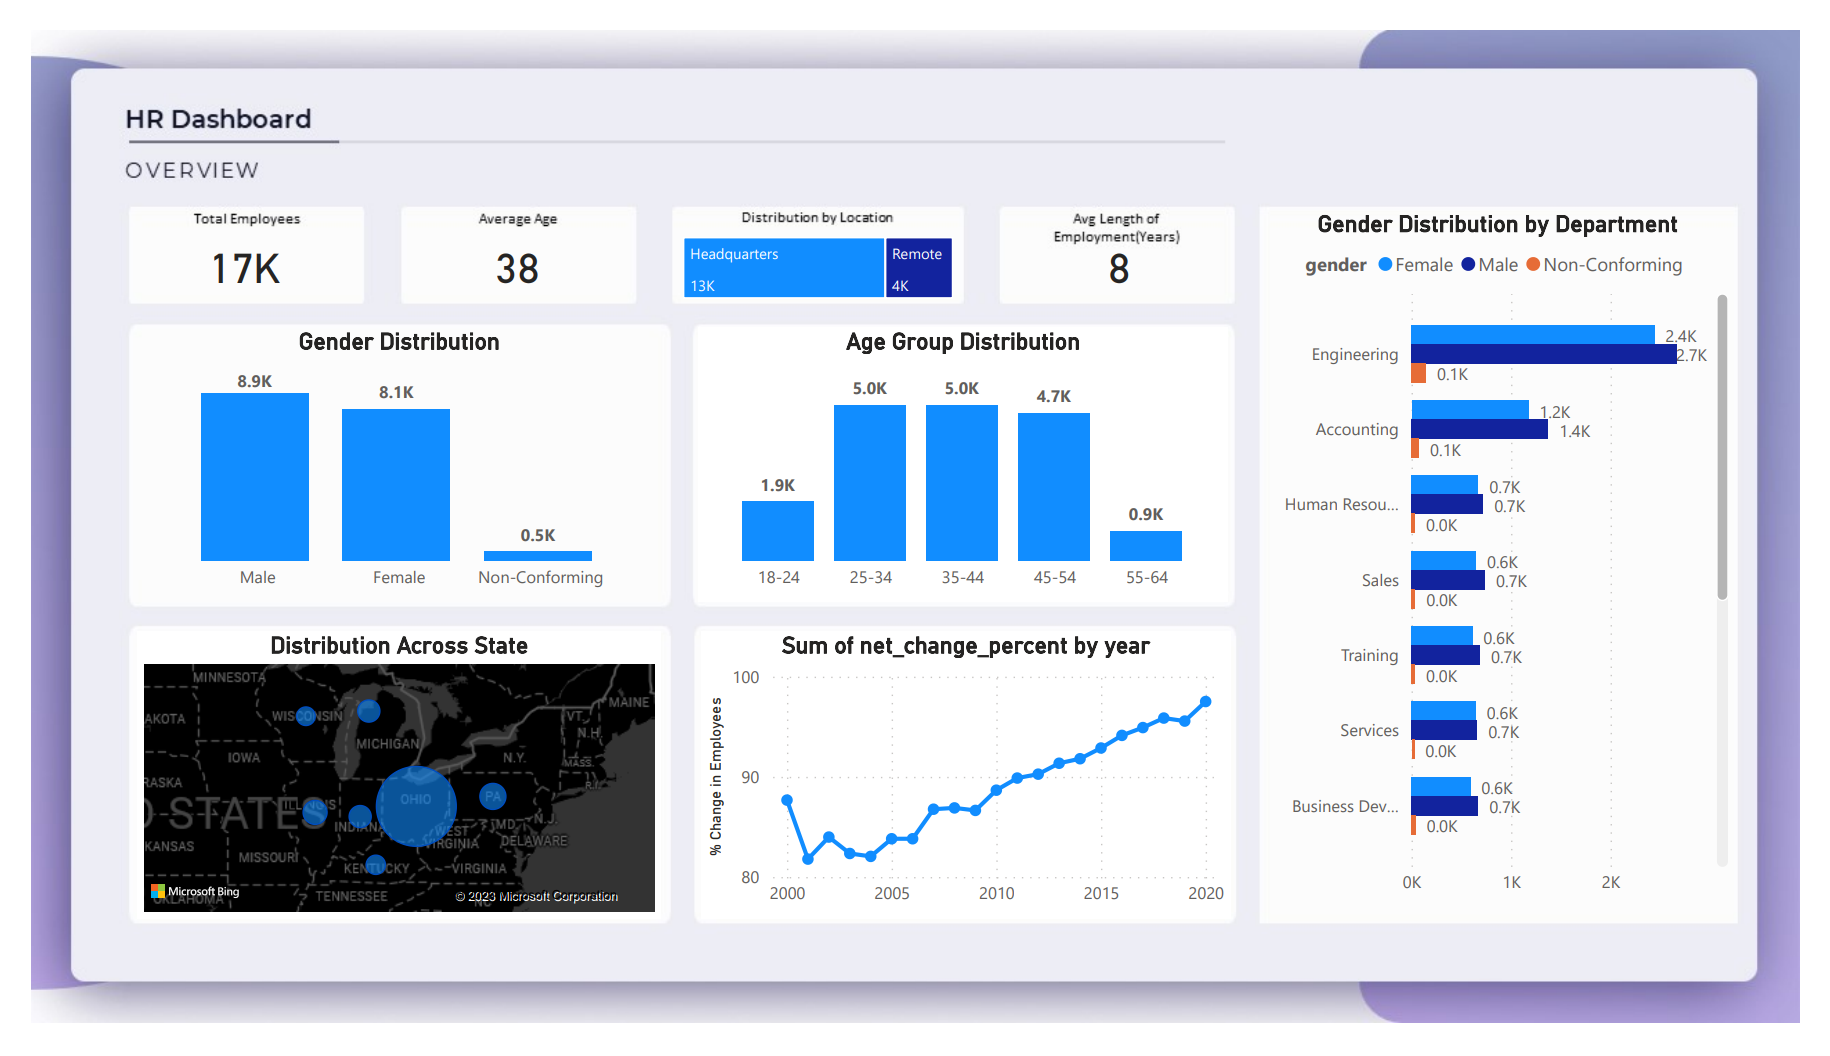 HR Dashboard
OVERVIEW
Total Employees
17K
Average Age
38
Distribution by Location
Headquarters
13K
Remote
4K
Avg Length of
Employment(Years)
8
Gender Distribution
8.9K
8.1K
0.5K
Male
Female
Non-Conforming
Age Group Distribution
1.9K
5.0K
5.0K
4.7K
0.9K
18-24
25-34
35-44
45-54
55-64
Distribution Across State
MINNESOTA
MAINE
AKOTA
WISCONSIN
VT.
N.H.
MICHIGAN
IOWA
N.Y.
MASS.
RASKA
R.I.
OHIO
PA
ILLINOIS
STATES
INDIANA
WEST
VIRGINIA
MD.
N.J.
KANSAS
MISSOURI
DELAWARE
KENTUCKY
VIRGINIA
Microsoft Bing
OKLAHOMA
TENNESSEE
NC
© 2023 Microsoft Corporation
Sum of net_change_percent by year
% Change in Employees
100
90
80
2000
2005
2010
2015
2020
Gender Distribution by Department
gender Female Male Non-Conforming
Engineering
2.4K
2.7K
0.1K
Accounting
1.2K
1.4K
0.1K
Human Resou...
0.7K
0.7K
0.0K
Sales
0.6K
0.7K
0.0K
Training
0.6K
0.7K
0.0K
Services
0.6K
0.7K
0.0K
Business Dev...
0.6K
0.7K
0.0K
0K
1K
2K